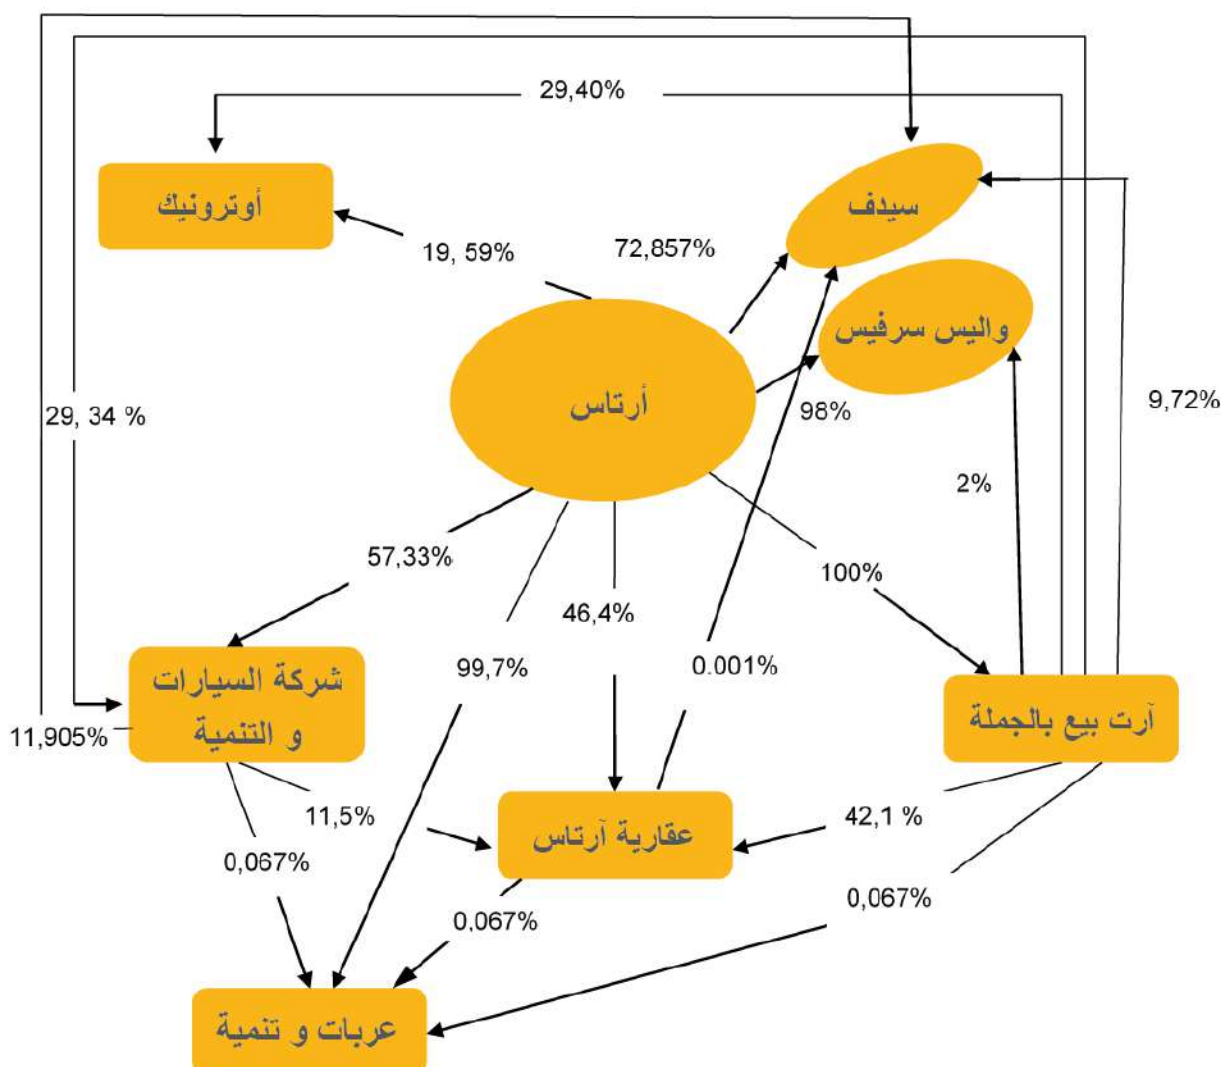 29,40%
أوترونيك
سيدف
19, 59%
72,857%
واليس سرفيس
أرتاس
98%
9,72%
29, 34 %
2%
57,33%
100%
46,4%
99,7%
0.001%
شركة السيارات
و التنمية
آرت بيع بالجملة
11,905%
11,5%
42,1 %
عقارية آرتاس
0,067%
0,067%
0,067%
عربات و تنمية